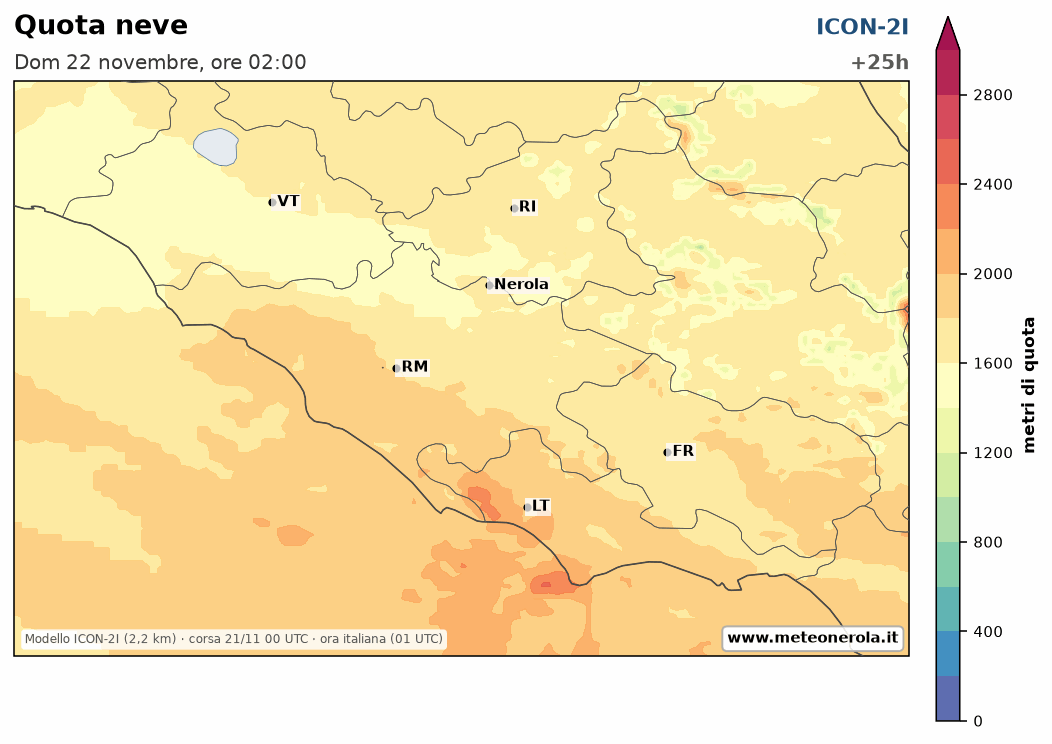 Quota neve
ICON-2I
Dom 22 novembre, ore 02:00
+25h
2800
2400
2000
1600
1200
800
400
0
metri di quota
VT
RI
Nerola
RM
FR
LT
Modello ICON-2I (2,2 km) · corsa 21/11 00 UTC · ora italiana (01 UTC)
www.meteonerola.it